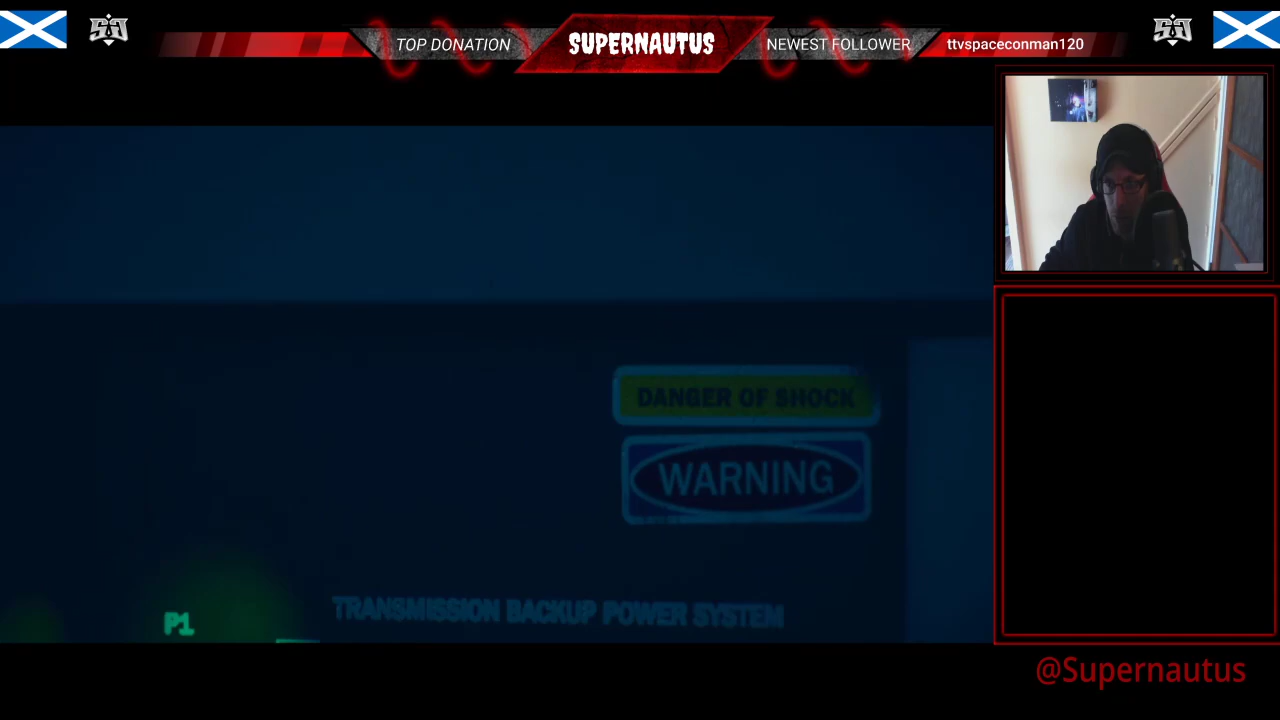 TOP DONATION
SUPERNAUTUS
NEWEST FOLLOWER
ttvspaceconman120
DANGER OF SHOCK
WARNING
P1
TRANSMISSION BACKUP POWER SYSTEM
@Supernautus